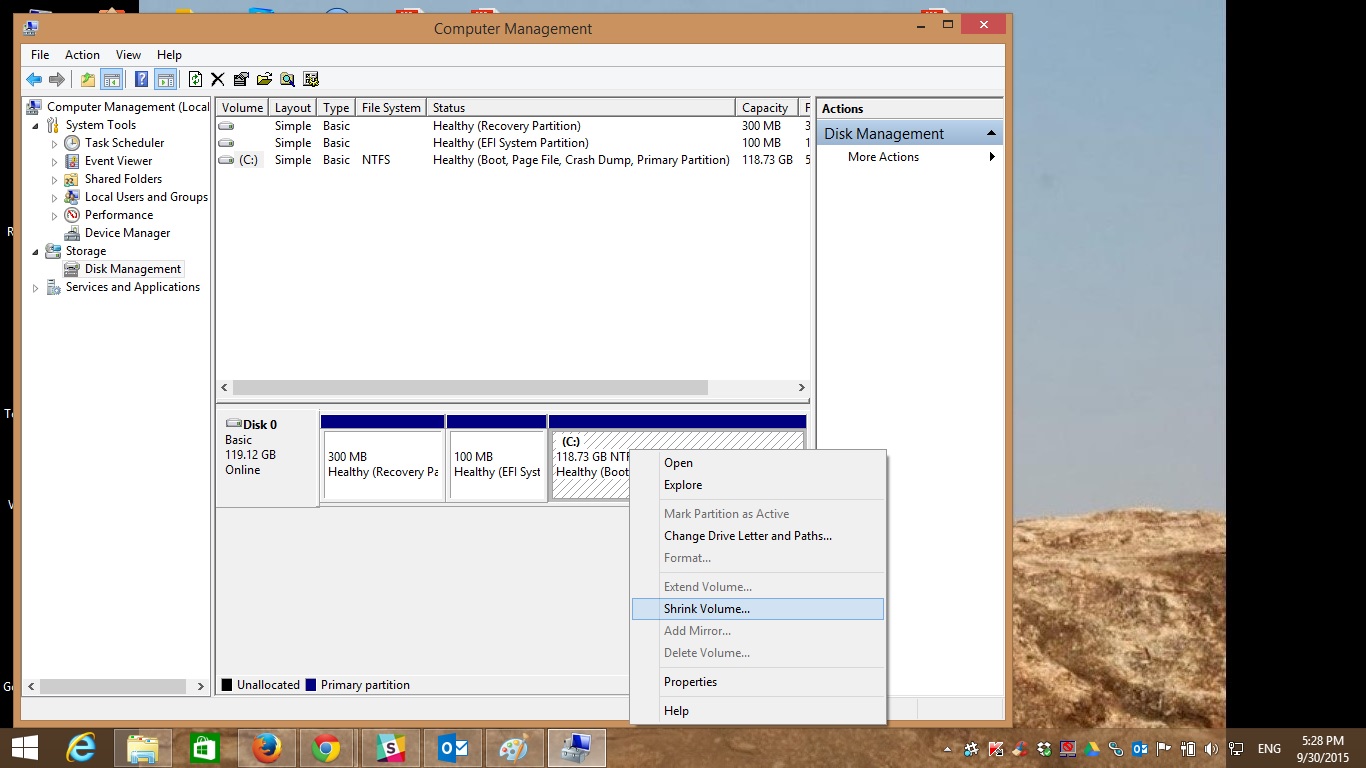 Computer Management
File Action View Help
Computer Management (Local
System Tools
Task Scheduler
Event Viewer
Shared Folders
Local Users and Groups
Performance
Device Manager
Storage
Disk Management
Services and Applications
Volume Layout Type File System Status Capacity F
Simple Basic Healthy (Recovery Partition) 300 MB 3
Simple Basic Healthy (EFI System Partition) 100 MB 1
(C:) Simple Basic NTFS Healthy (Boot, Page File, Crash Dump, Primary Partition) 118.73 GB 5
Actions
Disk Management
More Actions
Disk 0
Basic
119.12 GB
Online
300 MB
Healthy (Recovery Pa
100 MB
Healthy (EFI Syst
(C:)
118.73 GB NTF
Healthy (Boot
Open
Explore
Mark Partition as Active
Change Drive Letter and Paths...
Format...
Extend Volume...
Shrink Volume...
Add Mirror...
Delete Volume...
Properties
Help
Unallocated Primary partition
ENG
5:28 PM
9/30/2015